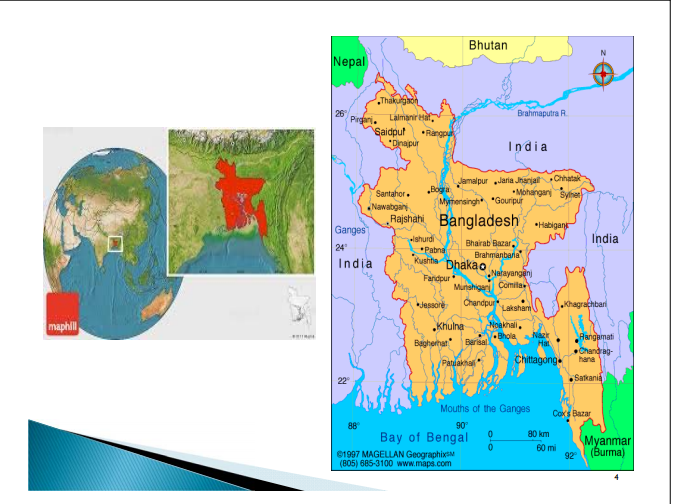 maphill
Bhutan
Nepal
N
Thakurgaon
26°
Lalmanir Hat
Pirganj
Brahmaputra R.
Saidpur
Rangpur
Dinajpur
India
Jamalpur
Jaria Jhanjail
Chhatak
Santahor
Bogra
Mohanganj
Sylhet
Mymensingh
Gouripur
Nawabganj
Rajshahi
Bangladesh
Habiganj
Ganges
Ishurdi
Bhairab Bazar
India
24°
Pabna
Brahmanbaria
Kushtia
India
Dhaka
Narayanganj
Faridpur
Munshiganj
Comilla
Jessore
Chandpur
Laksham
Khagrachbari
Khulna
Noakhali
Nazir
Hat
Rangamati
Bagherhat
Barisal
Bhola
Chandrag-
hana
Patuakhali
Chittagong
22°
Satkania
Mouths of the Ganges
Cox's Bazar
88°
90°
Bay of Bengal
0
80 km
0
60 mi
92°
Myanmar
(Burma)
©1997 MAGELLAN Geographix℠
(805) 685-3100 www.maps.com
4